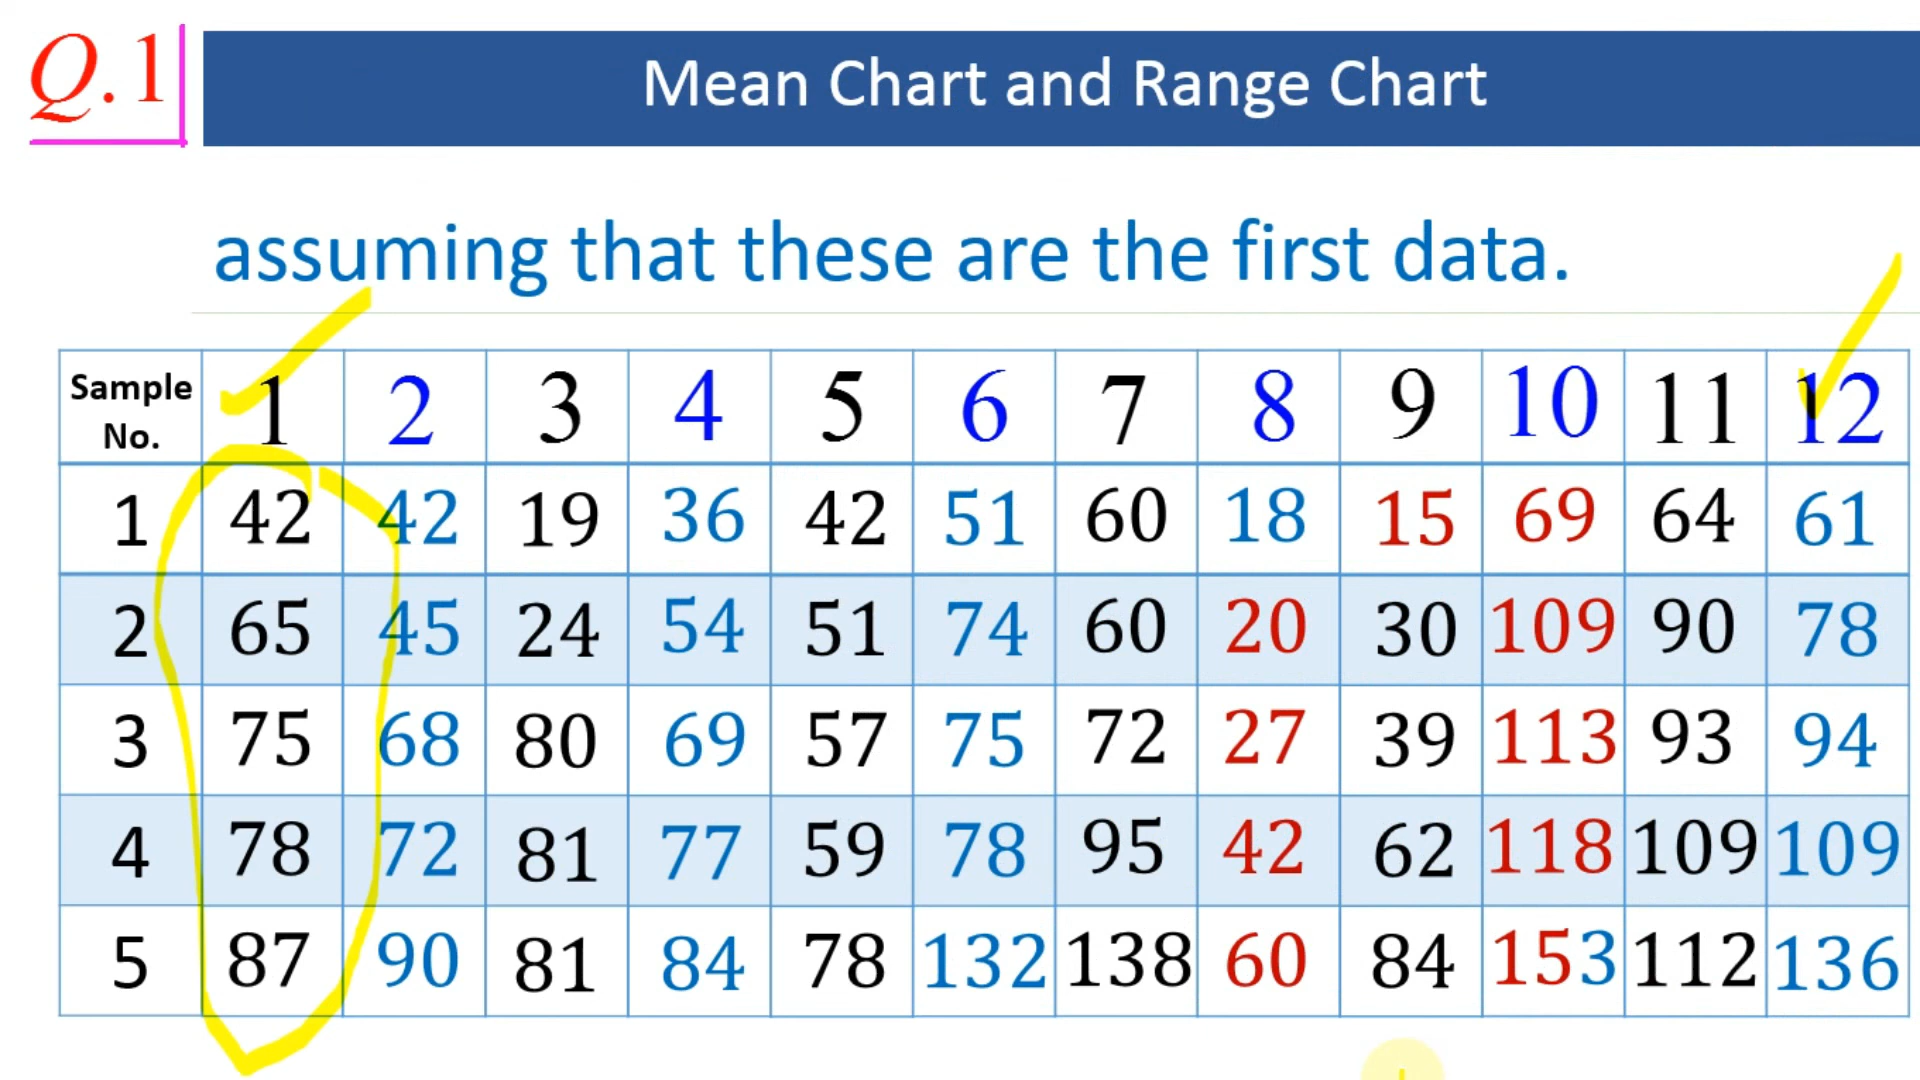 Q.1
Mean Chart and Range Chart
assuming that these are the first data.
Sample No. 1 2 3 4 5 6 7 8 9 10 11 12
1 42 42 19 36 42 51 60 18 15 69 64 61
2 65 45 24 54 51 74 60 20 30 109 90 78
3 75 68 80 69 57 75 72 27 39 113 93 94
4 78 72 81 77 59 78 95 42 62 118 109 109
5 87 90 81 84 78 132 138 60 84 153 112 136